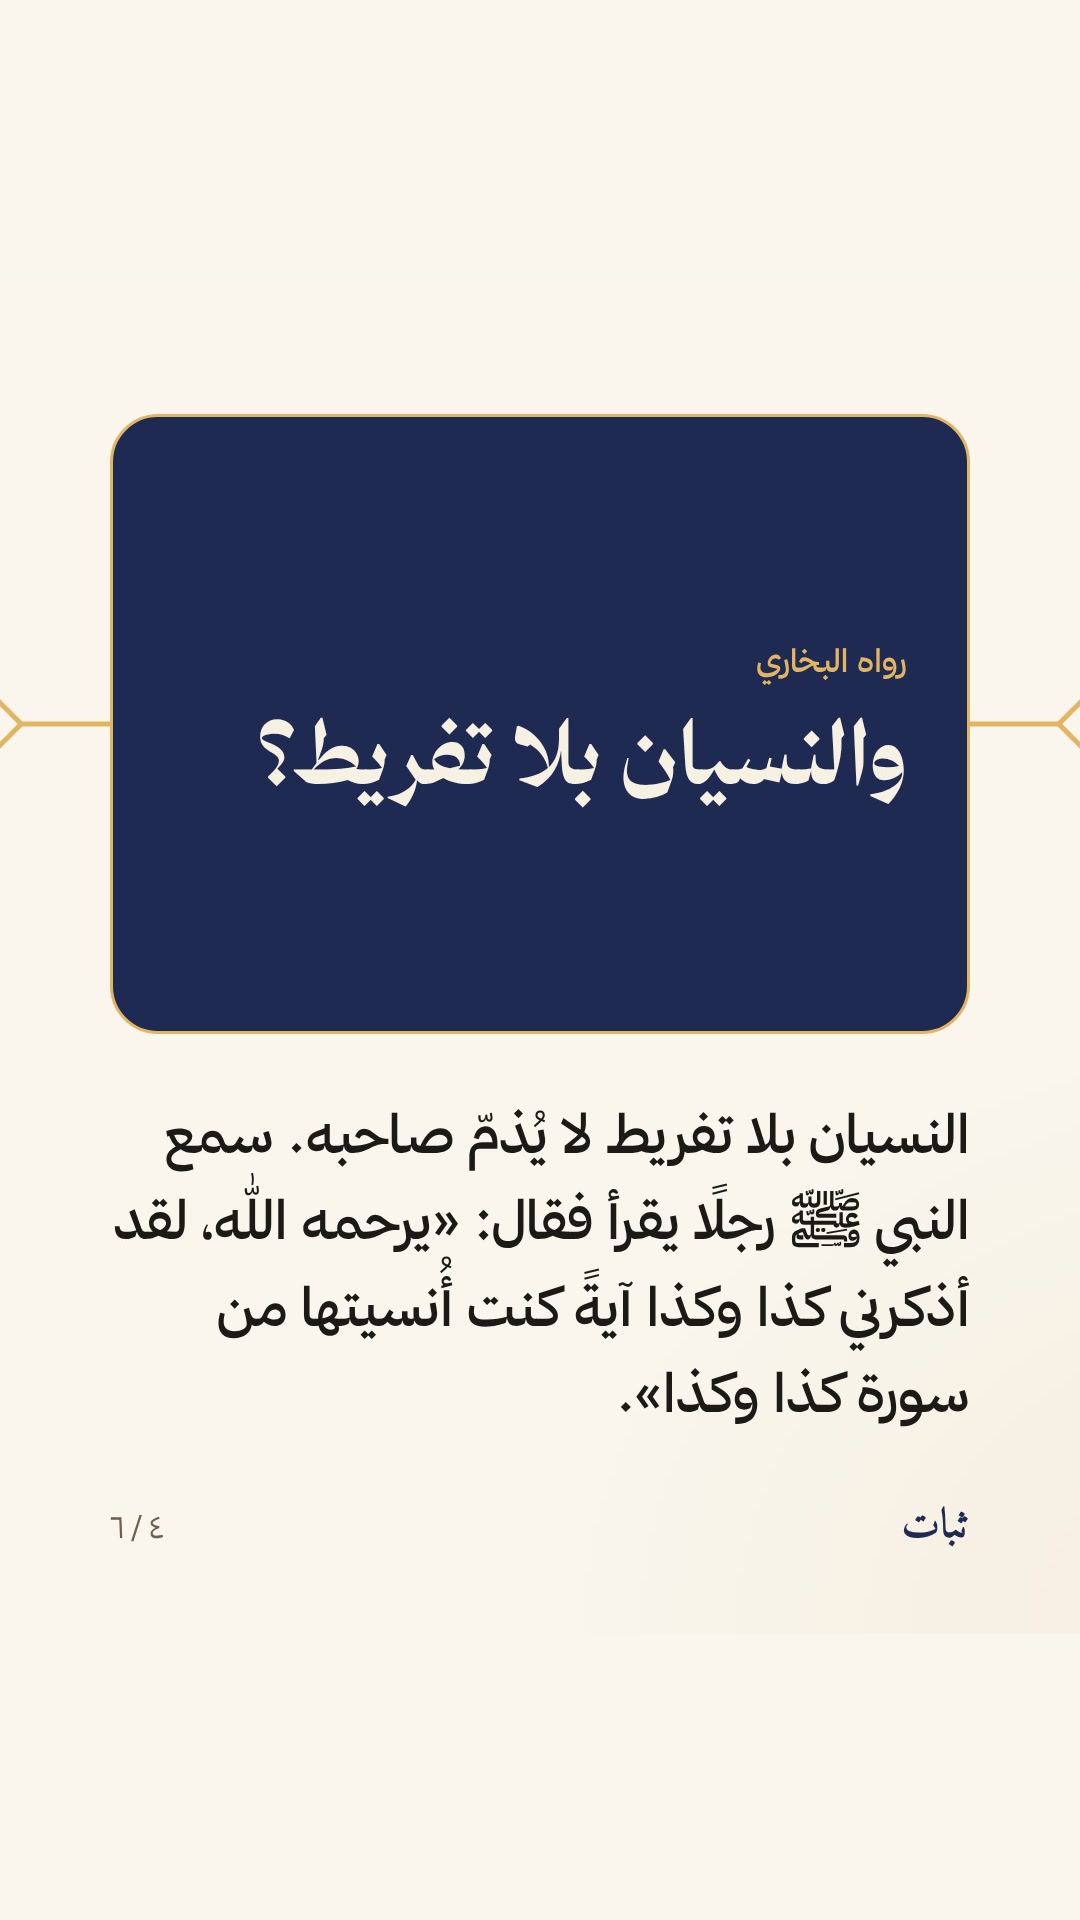 رواه البخاري
والنسيان بلا تفريط؟
النسيان بلا تفريط لا يُذمّ صاحبه. سمع
النبي ﷺ رجلًا يقرأ فقال: «يرحمه الله، لقد
أذكرني كذا وكذا آيةً كنت أُنسيتها من
سورة كذا وكذا».
ثبات
٤ / ٦